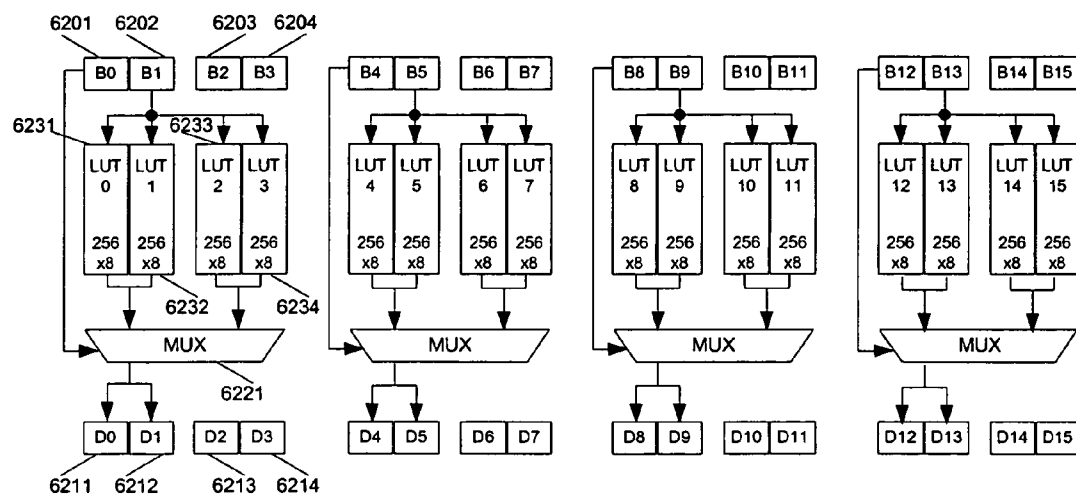 6201 6202 6203 6204
B0 B1 B2 B3 B4 B5 B6 B7 B8 B9 B10 B11 B12 B13 B14 B15
6231 6233
LUT LUT LUT LUT LUT LUT LUT LUT LUT LUT LUT LUT LUT LUT LUT LUT
0 1 2 3 4 5 6 7 8 9 10 11 12 13 14 15
256 256 256 256 256 256 256 256 256 256 256 256 256 256 256 256
x8 x8 x8 x8 x8 x8 x8 x8 x8 x8 x8 x8 x8 x8 x8 x8
6232 6234
MUX MUX MUX MUX
6221
D0 D1 D2 D3 D4 D5 D6 D7 D8 D9 D10 D11 D12 D13 D14 D15
6211 6212 6213 6214